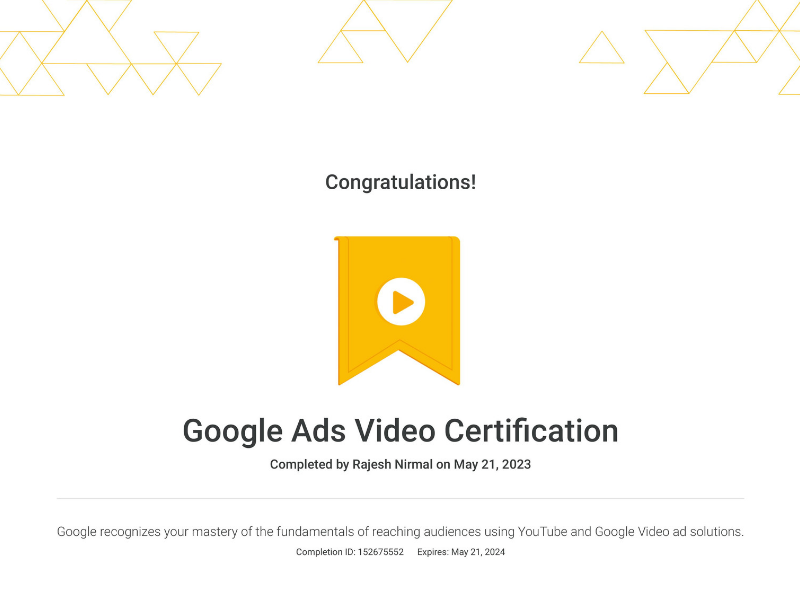 Congratulations!
Google Ads Video Certification
Completed by Rajesh Nirmal on May 21, 2023
Google recognizes your mastery of the fundamentals of reaching audiences using YouTube and Google Video ad solutions.
Completion ID: 152675552 Expires: May 21, 2024